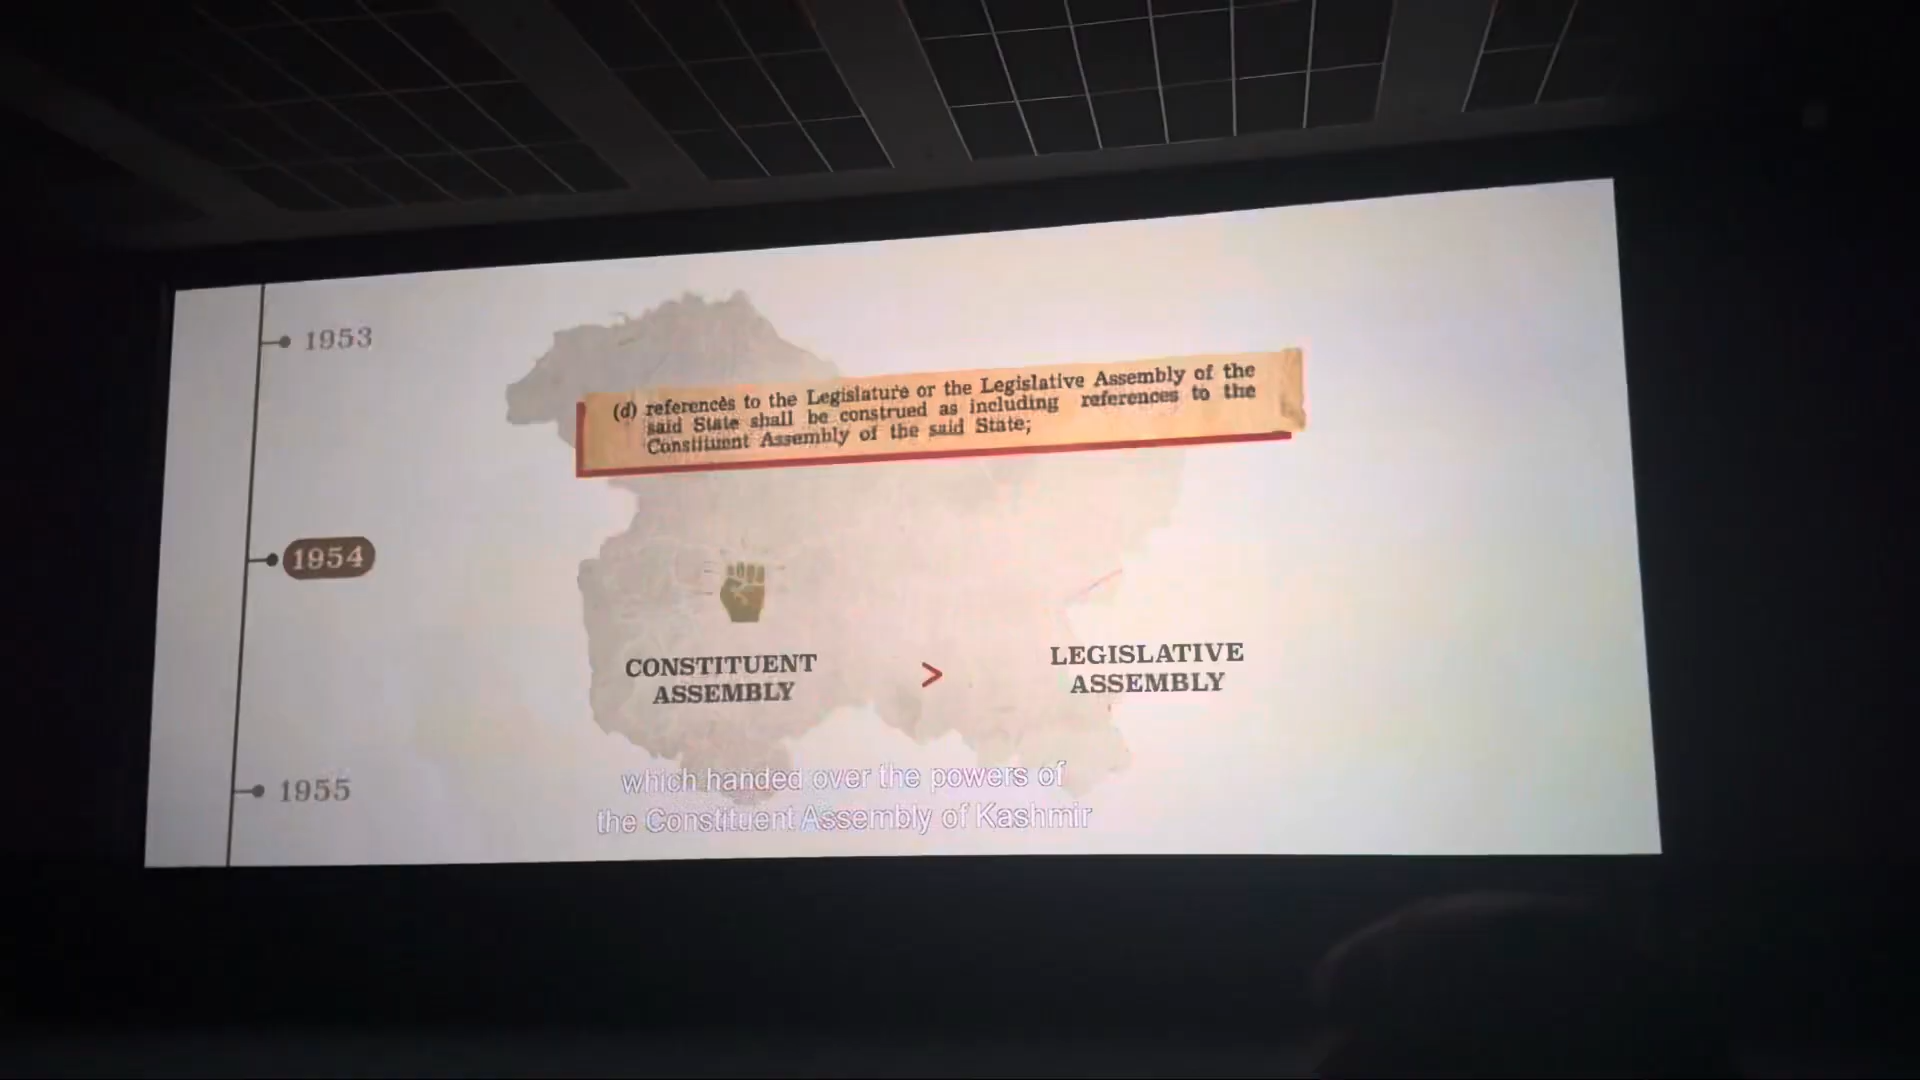 1953
(d) references to the Legislature or the Legislative Assembly of the
said State shall be construed as including references to the
Constituent Assembly of the said State;
1954
CONSTITUENT
ASSEMBLY
>
LEGISLATIVE
ASSEMBLY
1955
which handed over the powers of
the Constituent Assembly of Kashmir